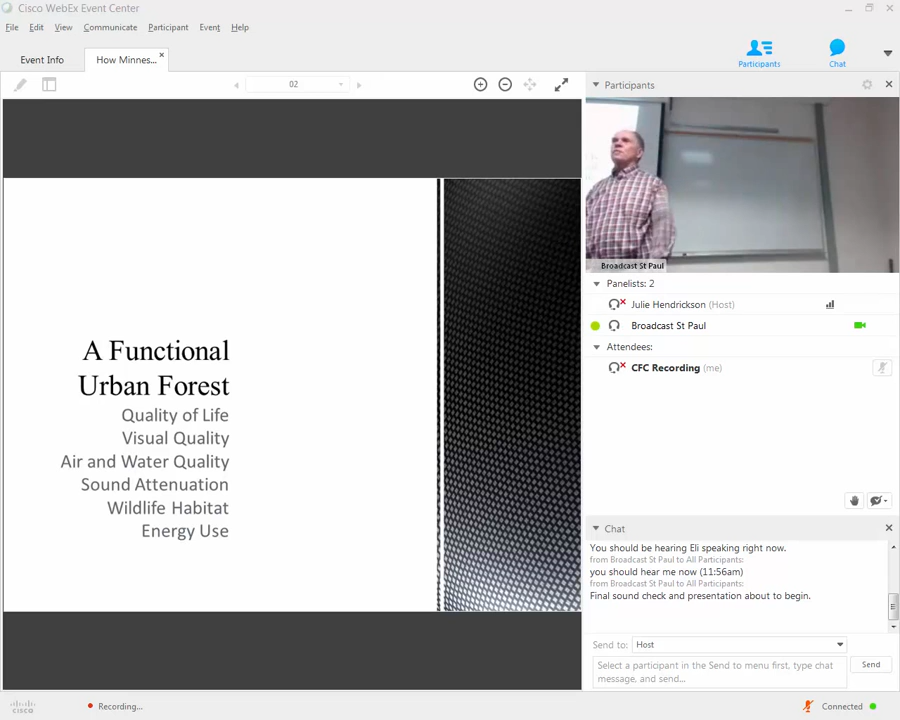 Cisco WebEx Event Center
File Edit View Communicate Participant Event Help
Event Info
How Minnes...
Participants
Chat
02
Participants
Broadcast St Paul
Panelists: 2
Julie Hendrickson (Host)
Broadcast St Paul
Attendees:
CFC Recording (me)
A Functional
Urban Forest
Quality of Life
Visual Quality
Air and Water Quality
Sound Attenuation
Wildlife Habitat
Energy Use
Chat
You should be hearing Eli speaking right now.
from Broadcast St Paul to All Participants:
you should hear me now (11:56am)
from Broadcast St Paul to All Participants:
Final sound check and presentation about to begin.
Send to: Host
Select a participant in the Send to menu first, type chat
message, and send...
Send
cisco
Recording...
Connected